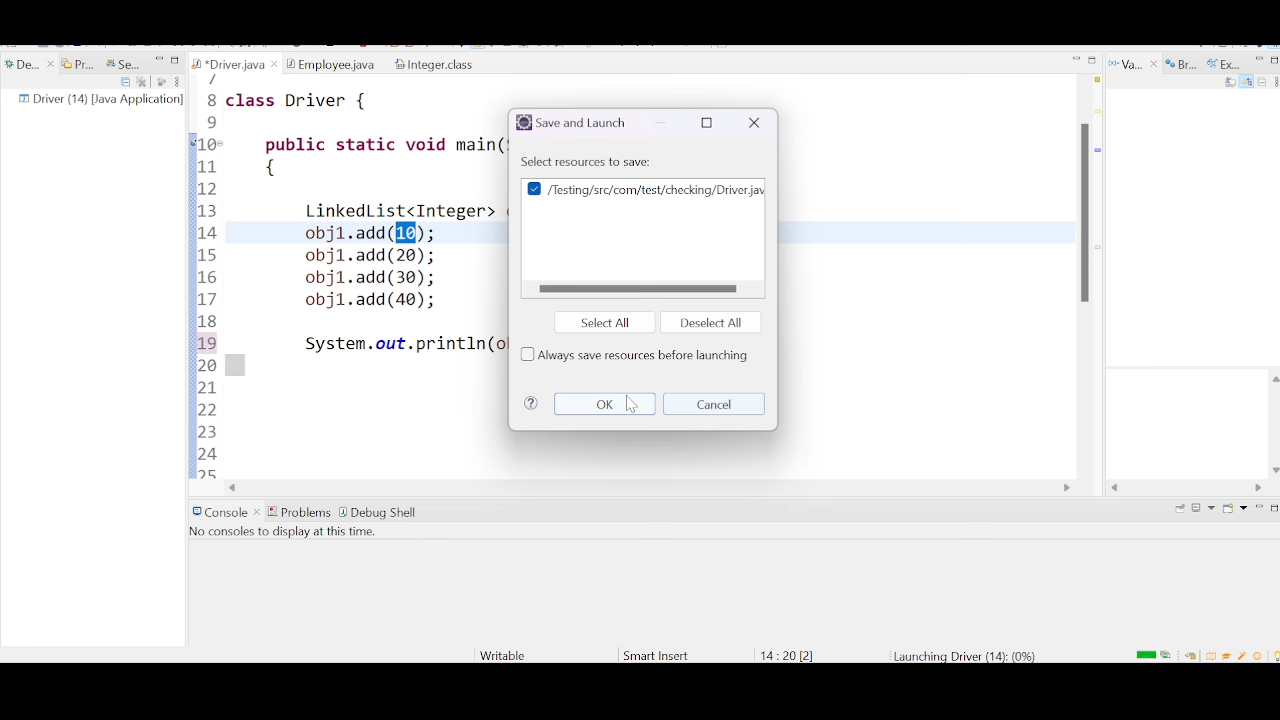 De...
Pr...
Se...
*Driver.java
Employee.java
Integer.class
Va...
Br...
Ex...
Driver (14) [Java Application]
7
8 class Driver {
9
10 public static void main(
11 {
12
13 LinkedList<Integer>
14 obj1.add(10);
15 obj1.add(20);
16 obj1.add(30);
17 obj1.add(40);
18
19 System.out.println(
20
21
22
23
24
25
Save and Launch
Select resources to save:
/Testing/src/com/test/checking/Driver.jav
Select All
Deselect All
Always save resources before launching
?
OK
Cancel
Console
Problems
Debug Shell
No consoles to display at this time.
Writable
Smart Insert
14 : 20 [2]
Launching Driver (14): (0%)